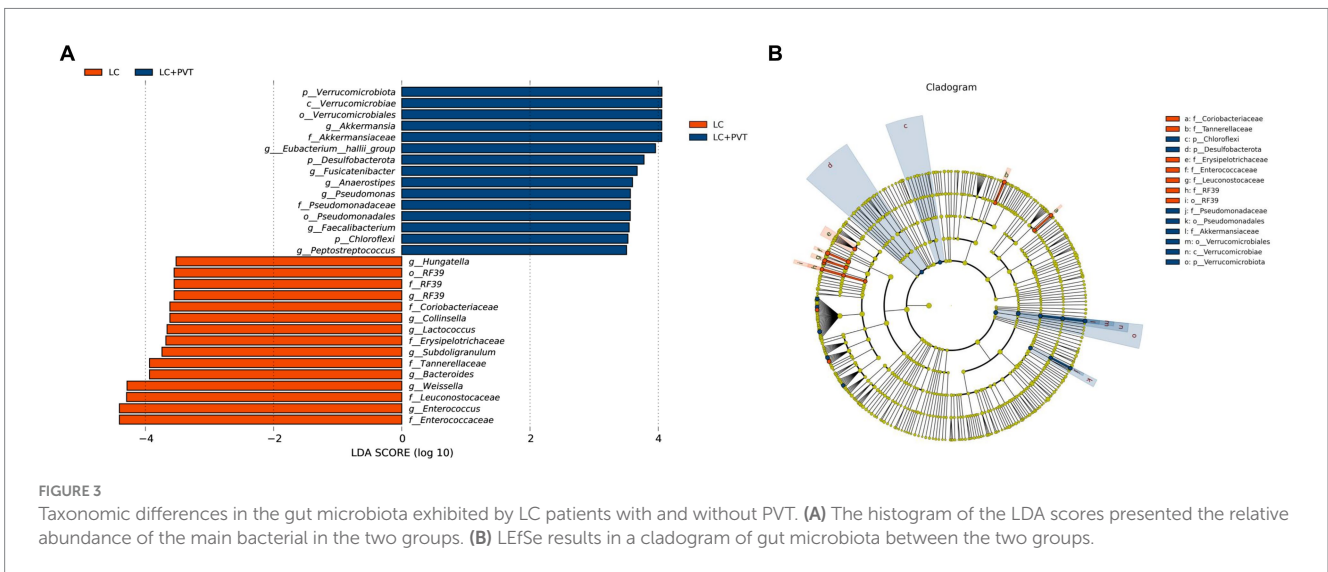 A
LC LC+PVT
p__Verrucomicrobiota
c__Verrucomicrobiae
o__Verrucomicrobiales
g__Akkermansia
f__Akkermansiaceae
g___Eubacterium__hallii_group
p__Desulfobacterota
g__Fusicatenibacter
g__Anaerostipes
g__Pseudomonas
f__Pseudomonadaceae
o__Pseudomonadales
g__Faecalibacterium
p__Chloroflexi
g__Peptostreptococcus
g__Hungatella
o__RF39
f__RF39
g__RF39
f__Coriobacteriaceae
g__Collinsella
g__Lactococcus
f__Erysipelotrichaceae
g__Subdoligranulum
f__Tannerellaceae
g__Bacteroides
g__Weissella
f__Leuconostocaceae
g__Enterococcus
f__Enterococcaceae
−4 −2 0 2 4
LDA SCORE (log 10)
B
Cladogram
LC
LC+PVT
c
d
b
a
e
m
n
o
k
a: f__Coriobacteriaceae
b: f__Tannerellaceae
c: p__Chloroflexi
d: p__Desulfobacterota
e: f__Erysipelotrichaceae
f: f__Enterococcaceae
g: f__Leuconostocaceae
h: f__RF39
i: o__RF39
j: f__Pseudomonadaceae
k: o__Pseudomonadales
l: f__Akkermansiaceae
m: o__Verrucomicrobiales
n: c__Verrucomicrobiae
o: p__Verrucomicrobiota
FIGURE 3
Taxonomic differences in the gut microbiota exhibited by LC patients with and without PVT. (A) The histogram of the LDA scores presented the relative
abundance of the main bacterial in the two groups. (B) LEfSe results in a cladogram of gut microbiota between the two groups.